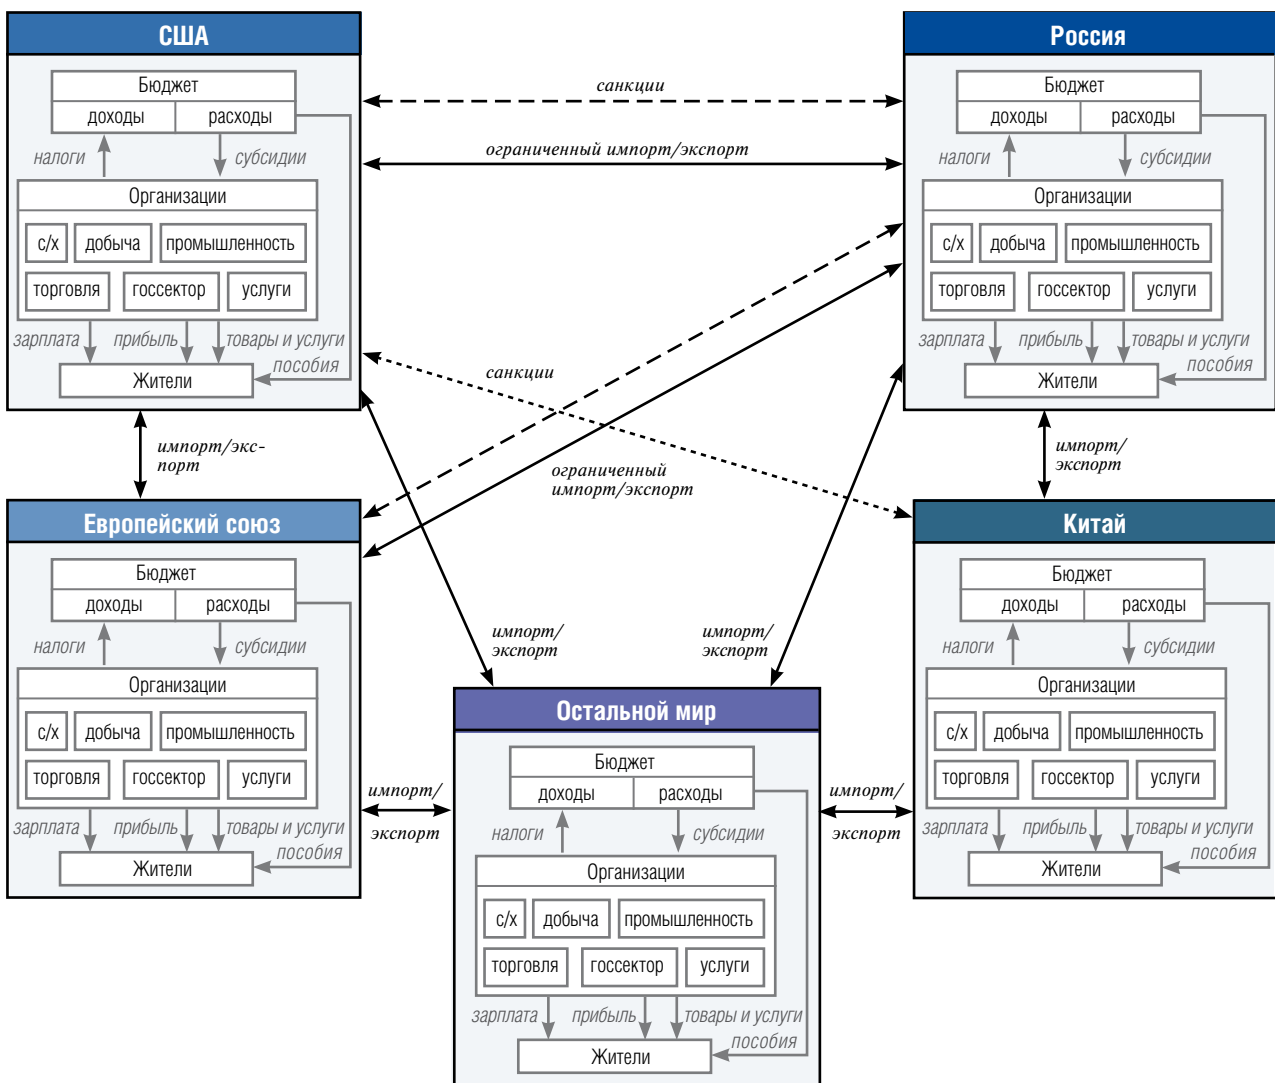 США
Бюджет
доходы расходы
налоги субсидии
Организации
с/х добыча промышленность
торговля госсектор услуги
зарплата прибыль товары и услуги
пособия
Жители
санкции
ограниченный импорт/экспорт
Россия
Бюджет
доходы расходы
налоги субсидии
Организации
с/х добыча промышленность
торговля госсектор услуги
зарплата прибыль товары и услуги
пособия
Жители
санкции
импорт/экс-
порт
ограниченный
импорт/экспорт
импорт/
экспорт
Европейский союз
Бюджет
доходы расходы
налоги субсидии
Организации
с/х добыча промышленность
торговля госсектор услуги
зарплата прибыль товары и услуги
пособия
Жители
импорт/
экспорт
импорт/
экспорт
Китай
Бюджет
доходы расходы
налоги субсидии
Организации
с/х добыча промышленность
торговля госсектор услуги
зарплата прибыль товары и услуги
пособия
Жители
импорт/
экспорт
Остальной мир
Бюджет
доходы расходы
налоги субсидии
Организации
с/х добыча промышленность
торговля госсектор услуги
зарплата прибыль товары и услуги
пособия
Жители
импорт/
экспорт